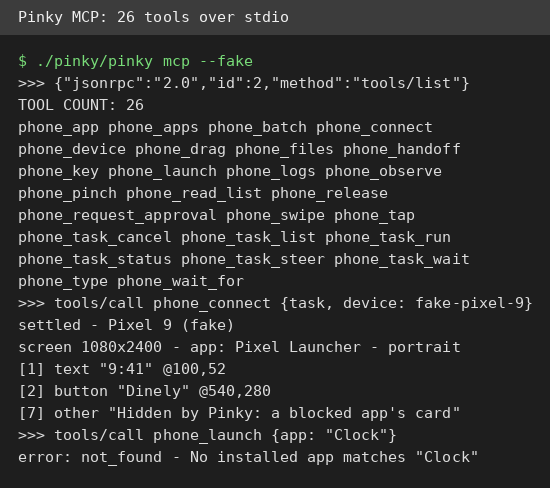 Pinky MCP: 26 tools over stdio
$ ./pinky/pinky mcp --fake
>>> {"jsonrpc":"2.0","id":2,"method":"tools/list"}
TOOL COUNT: 26
phone_app phone_apps phone_batch phone_connect
phone_device phone_drag phone_files phone_handoff
phone_key phone_launch phone_logs phone_observe
phone_pinch phone_read_list phone_release
phone_request_approval phone_swipe phone_tap
phone_task_cancel phone_task_list phone_task_run
phone_task_status phone_task_steer phone_task_wait
phone_type phone_wait_for
>>> tools/call phone_connect {task, device: fake-pixel-9}
settled - Pixel 9 (fake)
screen 1080x2400 - app: Pixel Launcher - portrait
[1] text "9:41" @100,52
[2] button "Dinely" @540,280
[7] other "Hidden by Pinky: a blocked app's card"
>>> tools/call phone_launch {app: "Clock"}
error: not_found - No installed app matches "Clock"